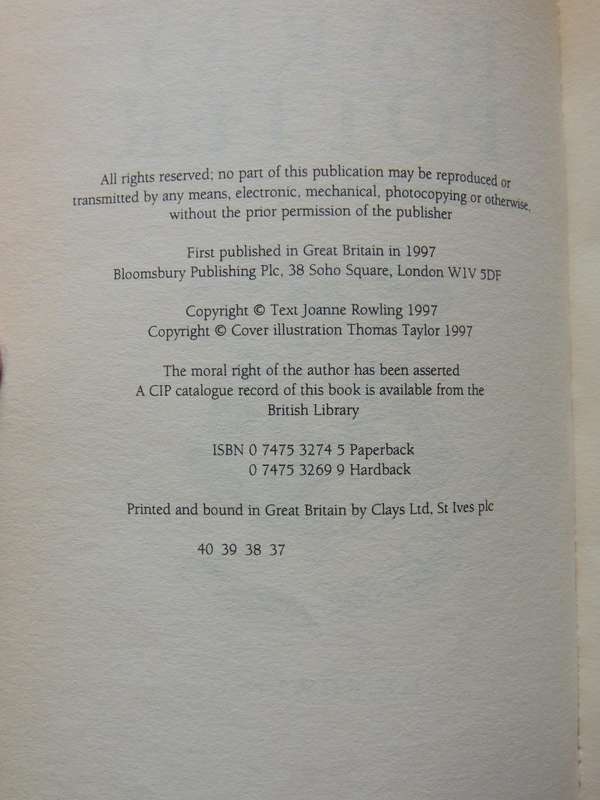 All rights reserved; no part of this publication may be reproduced or
transmitted by any means, electronic, mechanical, photocopying or otherwise,
without the prior permission of the publisher
First published in Great Britain in 1997
Bloomsbury Publishing Plc, 38 Soho Square, London W1V 5DF
Copyright © Text Joanne Rowling 1997
Copyright © Cover illustration Thomas Taylor 1997
The moral right of the author has been asserted
A CIP catalogue record of this book is available from the
British Library
ISBN 0 7475 3274 5 Paperback
0 7475 3269 9 Hardback
Printed and bound in Great Britain by Clays Ltd, St Ives plc
40 39 38 37